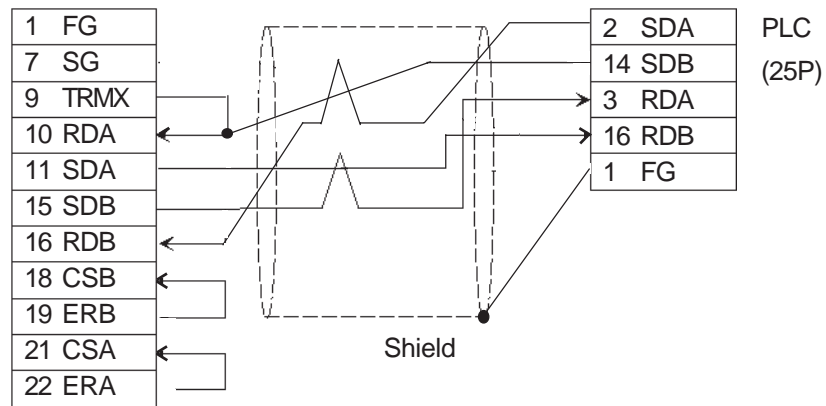 1 FG
7 SG
9 TRMX
10 RDA
11 SDA
15 SDB
16 RDB
18 CSB
19 ERB
21 CSA
22 ERA
Shield
2 SDA
14 SDB
3 RDA
16 RDB
1 FG
PLC
(25P)